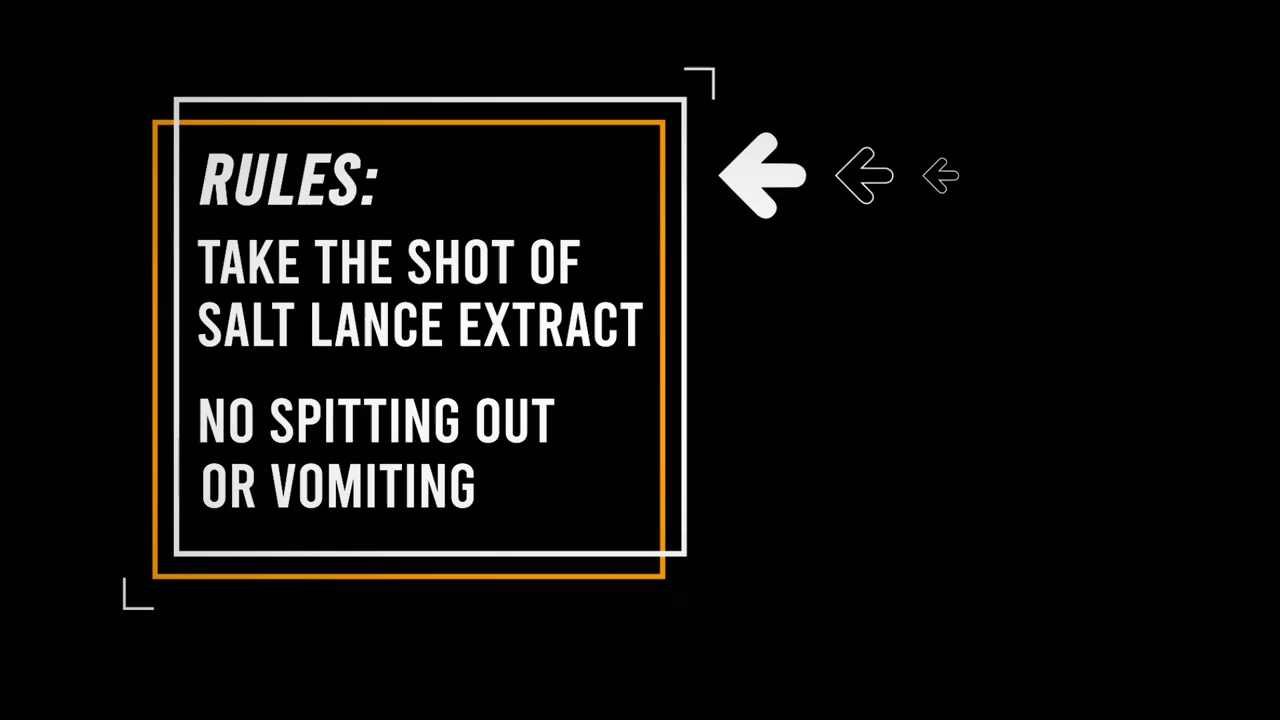 RULES:
TAKE THE SHOT OF
SALT LANCE EXTRACT
NO SPITTING OUT
OR VOMITING